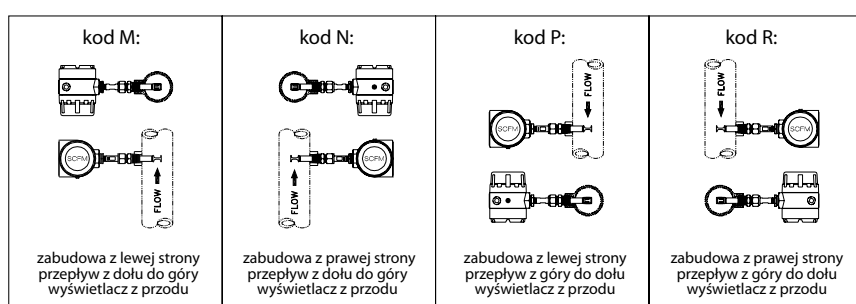 kod M:
SCFM
FLOW
zabudowa z lewej strony
przepływ z dołu do góry
wyświetlacz z przodu
kod N:
SCFM
FLOW
zabudowa z prawej strony
przepływ z dołu do góry
wyświetlacz z przodu
kod P:
FLOW
SCFM
zabudowa z lewej strony
przepływ z góry do dołu
wyświetlacz z przodu
kod R:
FLOW
SCFM
zabudowa z prawej strony
przepływ z góry do dołu
wyświetlacz z przodu